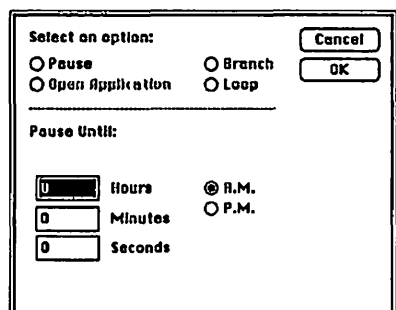 Select an option:
Cancel
Pause
Branch
OK
Open Application
Loop
Pause Until:
0 Hours
A.M.
0 Minutes
P.M.
0 Seconds